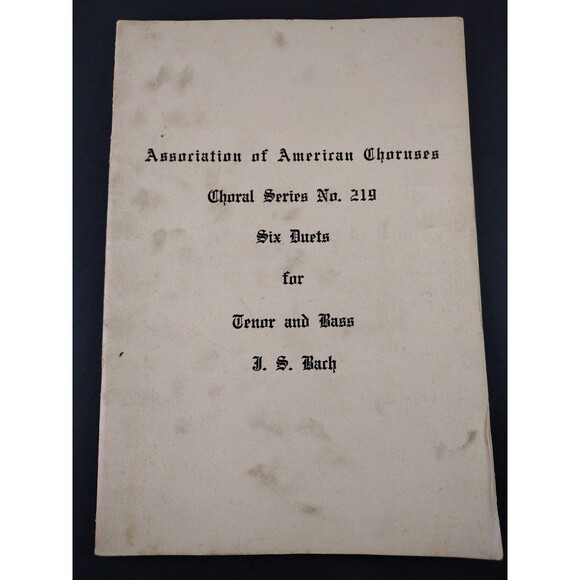 Association of American Choruses
Choral Series No. 219
Six Duets
for
Tenor and Bass
J. S. Bach